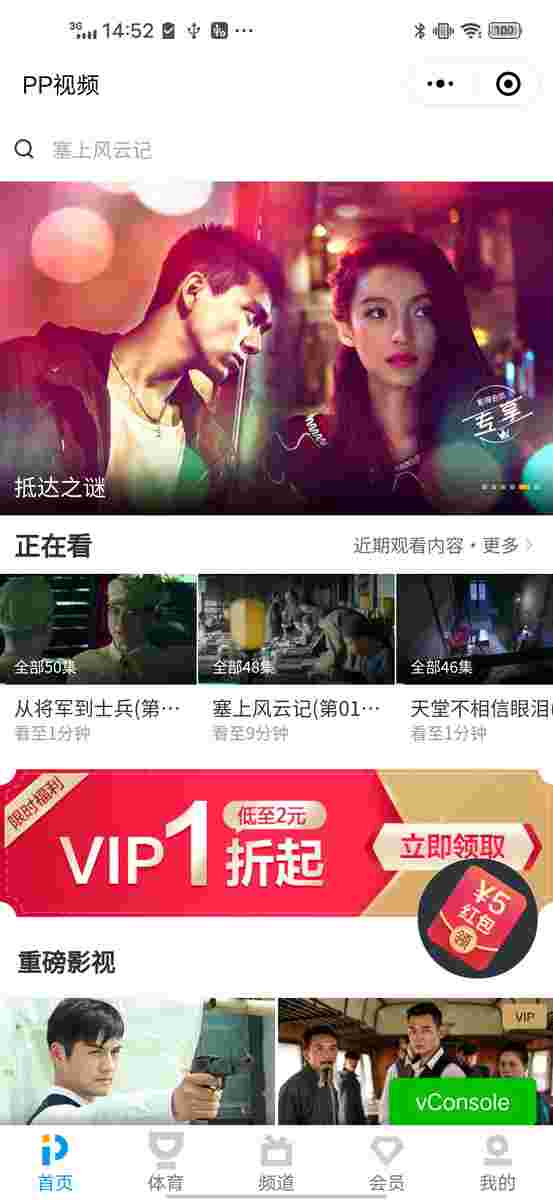 3G 14:52 100
PP视频
塞上风云记
专享
抵达之谜
正在看
近期观看内容·更多
全部50集
全部48集
全部46集
从将军到士兵(第…
塞上风云记(第01…
天堂不相信眼泪(
看至1分钟
看至9分钟
看至1分钟
限时福利
VIP1折起
低至2元
立即领取
¥5
红包
领
重磅影视
VIP
vConsole
首页
体育
频道
会员
我的